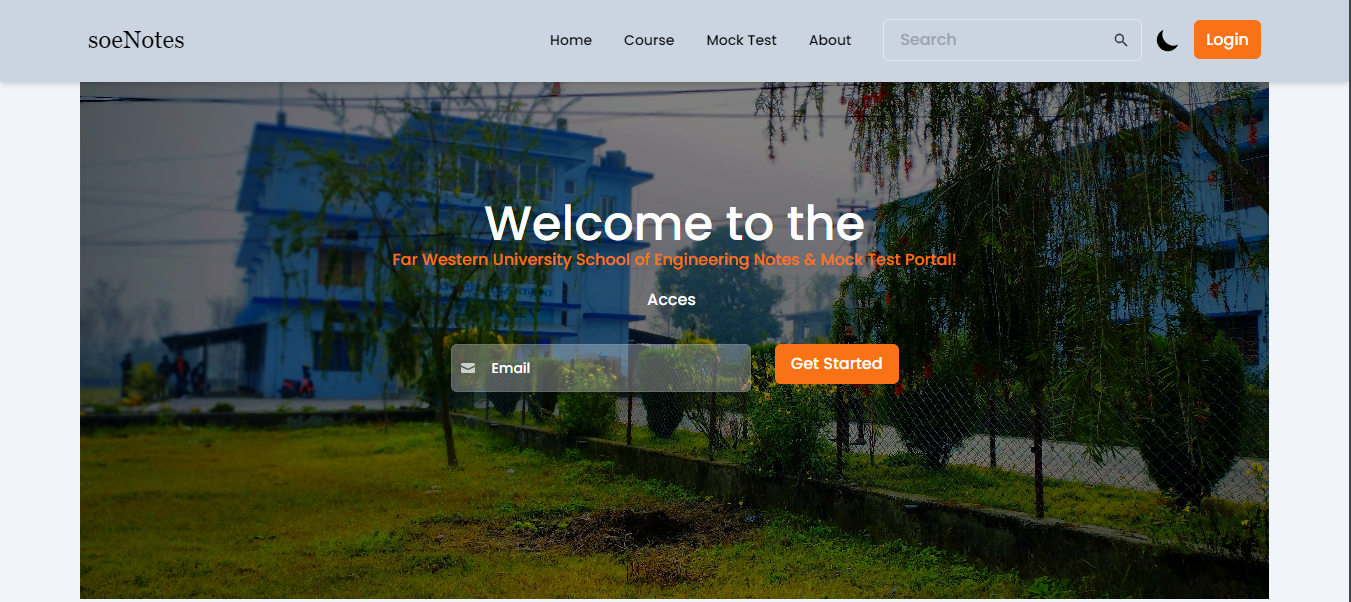 soeNotes
Home Course Mock Test About Search Login
Welcome to the
Far Western University School of Engineering Notes & Mock Test Portal!
Acces
Email Get Started